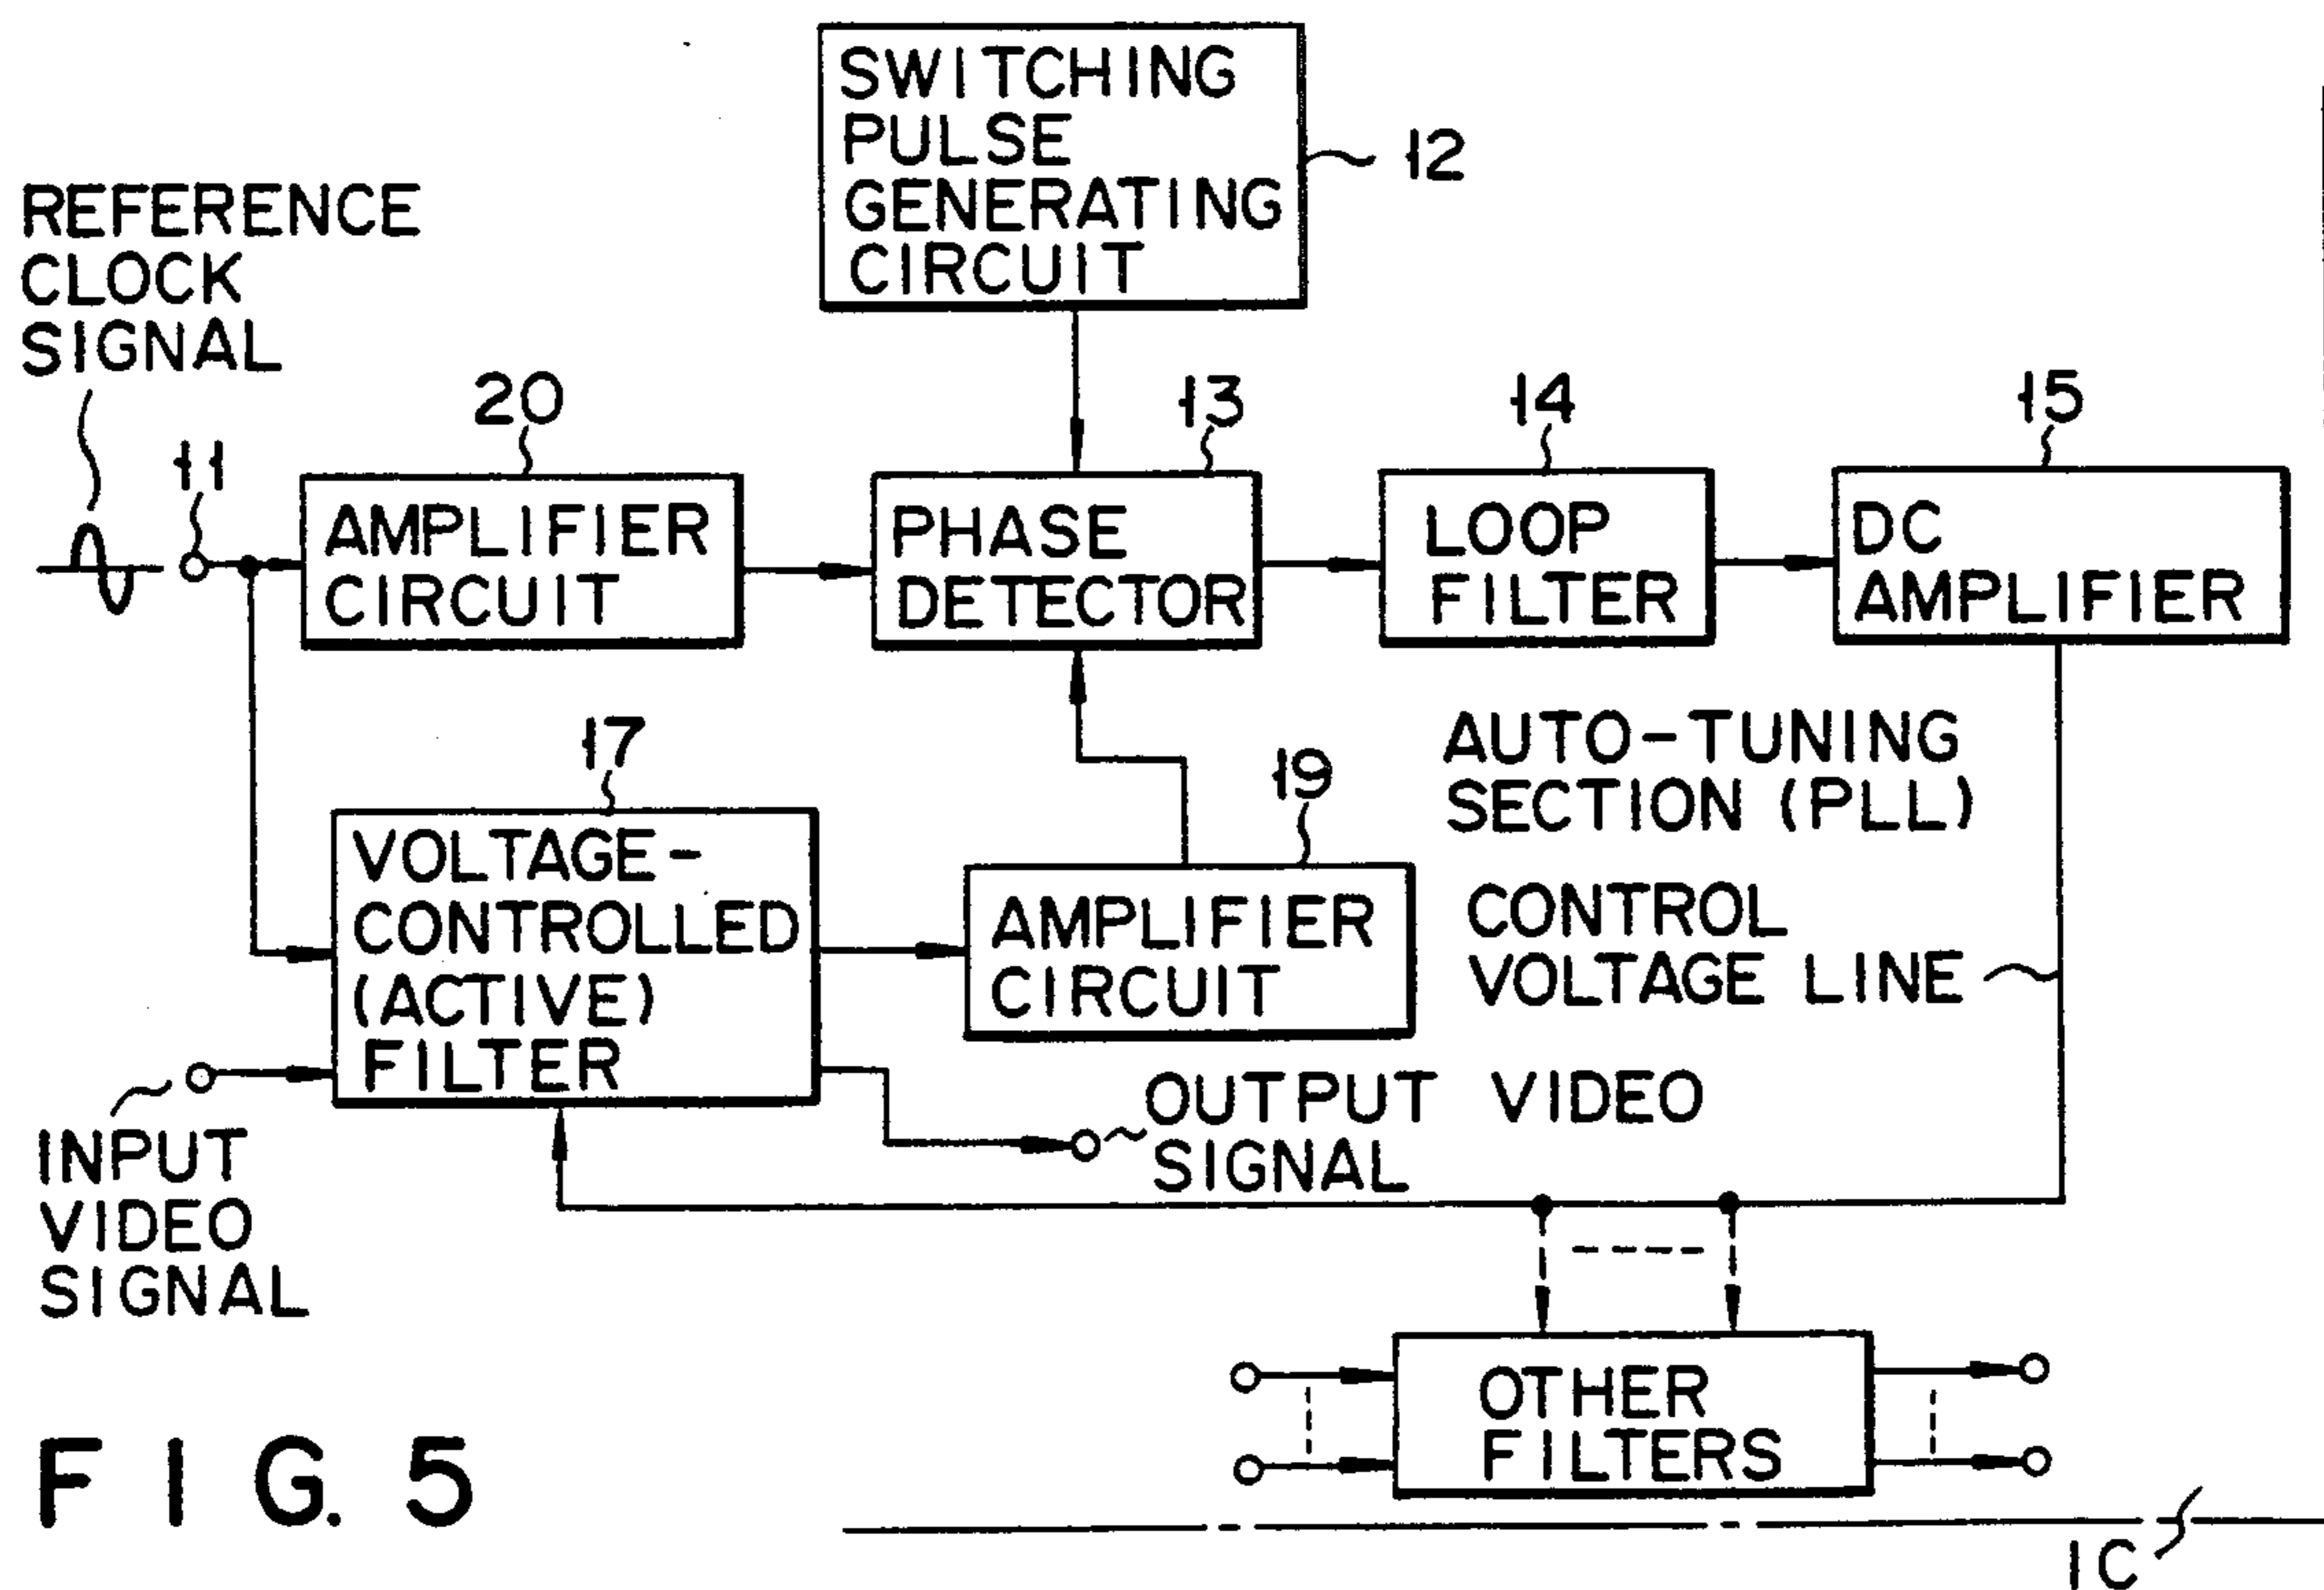 SWITCHING
PULSE
GENERATING
CIRCUIT
12
REFERENCE
CLOCK
SIGNAL
11
20
AMPLIFIER
CIRCUIT
13
PHASE
DETECTOR
14
LOOP
FILTER
15
DC
AMPLIFIER
17
VOLTAGE-
CONTROLLED
(ACTIVE)
FILTER
19
AMPLIFIER
CIRCUIT
AUTO-TUNING
SECTION (PLL)
CONTROL
VOLTAGE LINE
INPUT
VIDEO
SIGNAL
OUTPUT VIDEO
SIGNAL
OTHER
FILTERS
FIG. 5
IC